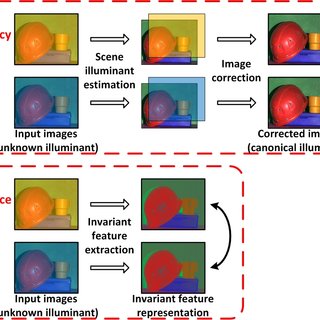 cy
Scene
illuminant
estimation
Image
correction
Input images
unknown illuminant)
Corrected im
(canonical illum
ce
Invariant
feature
extraction
Input images
unknown illuminant)
Invariant feature
representation